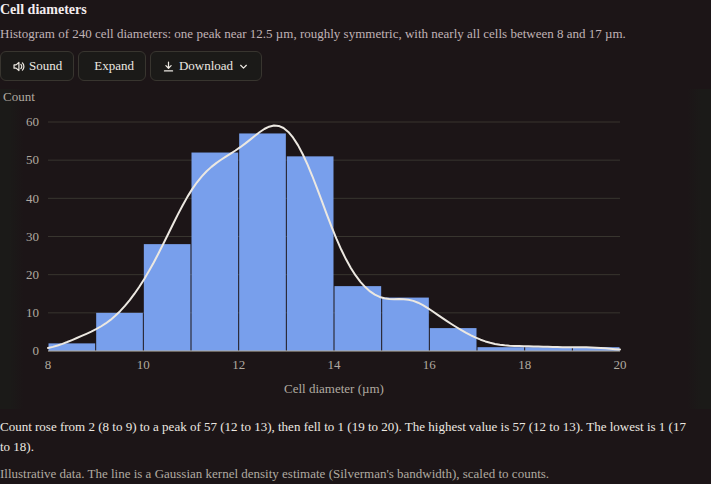 Cell diameters
Histogram of 240 cell diameters: one peak near 12.5 µm, roughly symmetric, with nearly all cells between 8 and 17 µm.
Sound Expand Download
Count
60
50
40
30
20
10
0
8 10 12 14 16 18 20
Cell diameter (µm)
Count rose from 2 (8 to 9) to a peak of 57 (12 to 13), then fell to 1 (19 to 20). The highest value is 57 (12 to 13). The lowest is 1 (17
to 18).
Illustrative data. The line is a Gaussian kernel density estimate (Silverman's bandwidth), scaled to counts.